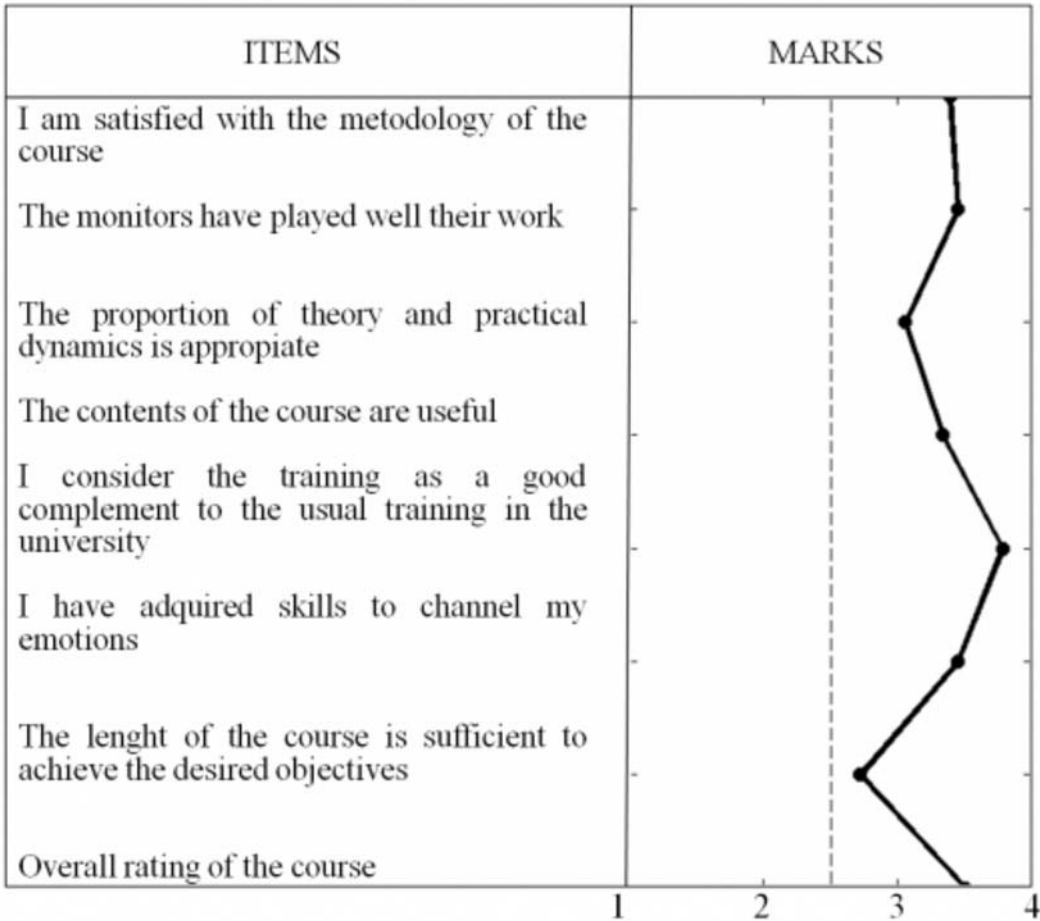 ITEMS
MARKS
I am satisfied with the metodology of the
course
The monitors have played well their work
The proportion of theory and practical
dynamics is appropiate
The contents of the course are useful
I consider the training as a good
complement to the usual training in the
university
I have adquired skills to channel my
emotions
The lenght of the course is sufficient to
achieve the desired objectives
Overall rating of the course
1 2 3 4